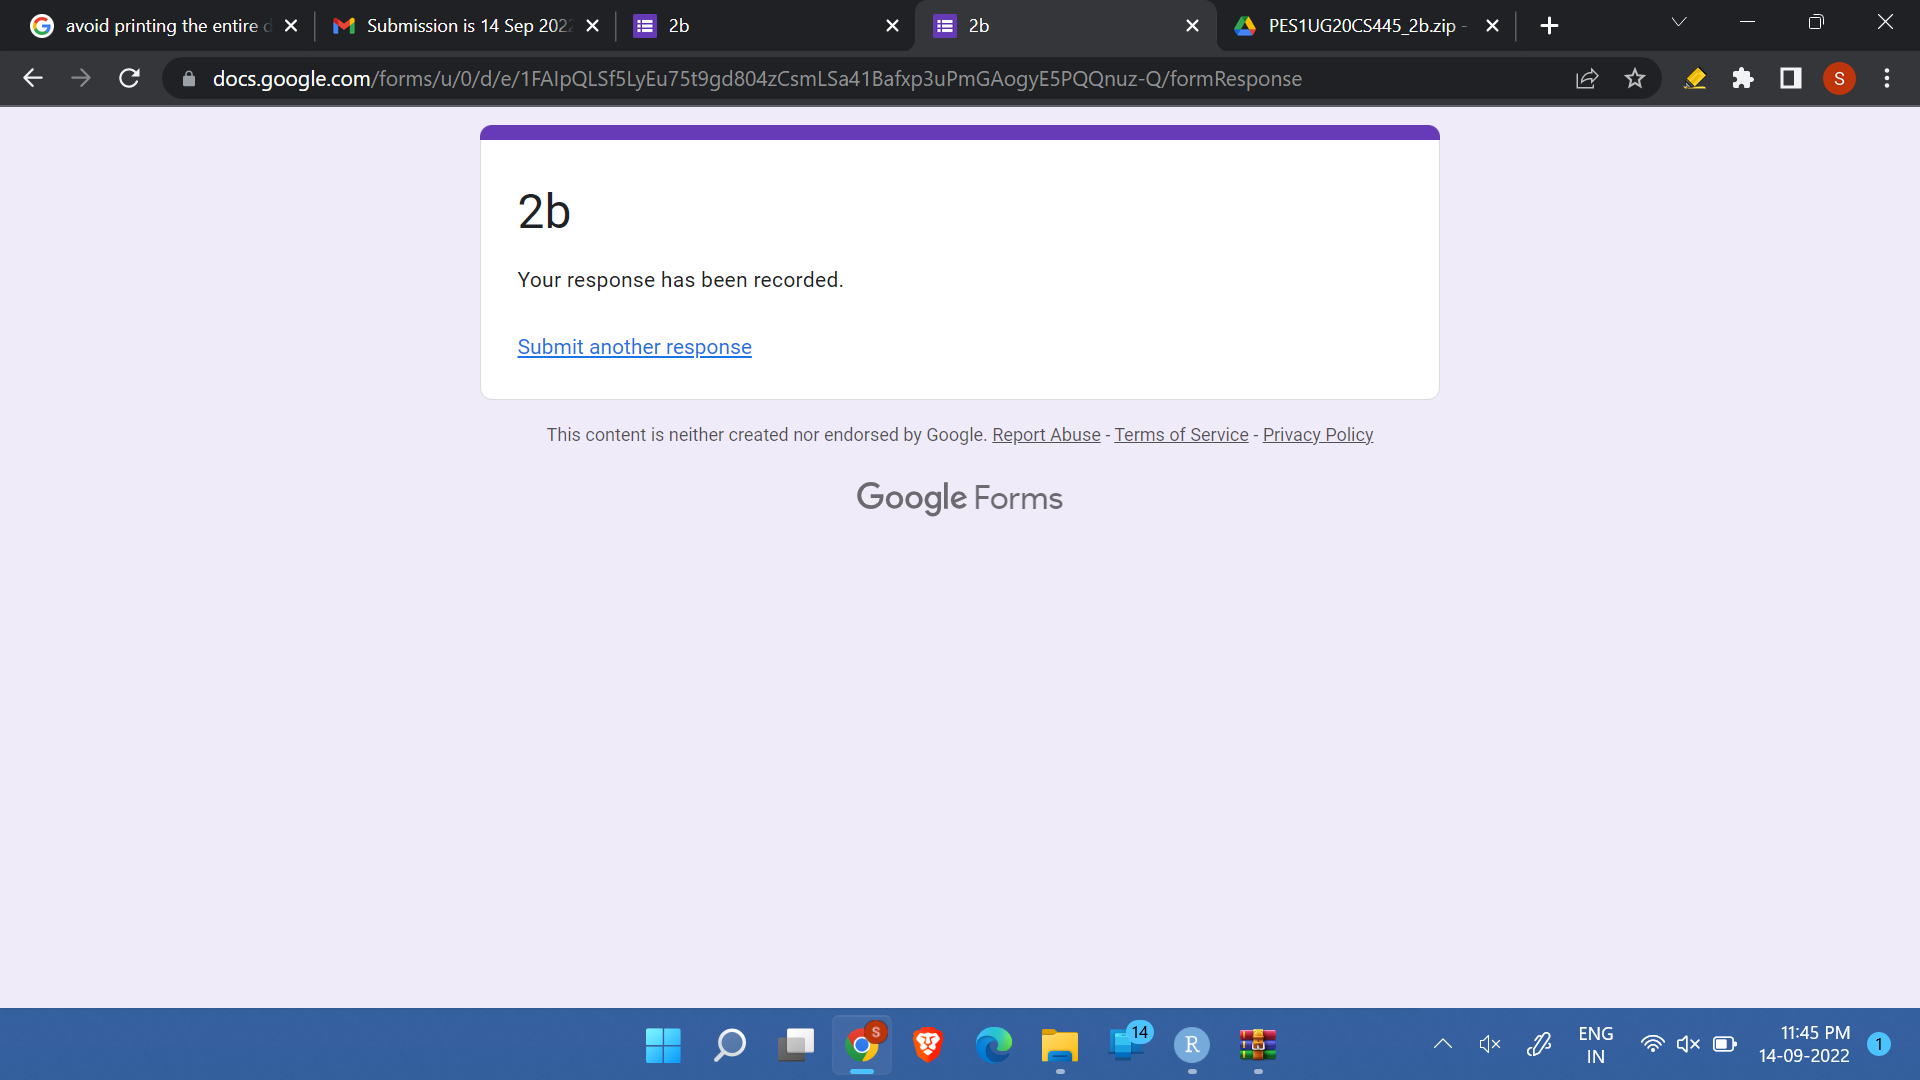 avoid printing the entire
Submission is 14 Sep 2022
2b
2b
PES1UG20CS445_2b.zip -
docs.google.com/forms/u/0/d/e/1FAIpQLSf5LyEu75t9gd804zCsmLSa41Bafxp3uPmGAogyE5PQQnuz-Q/formResponse
S
2b
Your response has been recorded.
Submit another response
This content is neither created nor endorsed by Google. Report Abuse - Terms of Service - Privacy Policy
Google Forms
S
14
R
ENG
IN
11:45 PM
14-09-2022
1